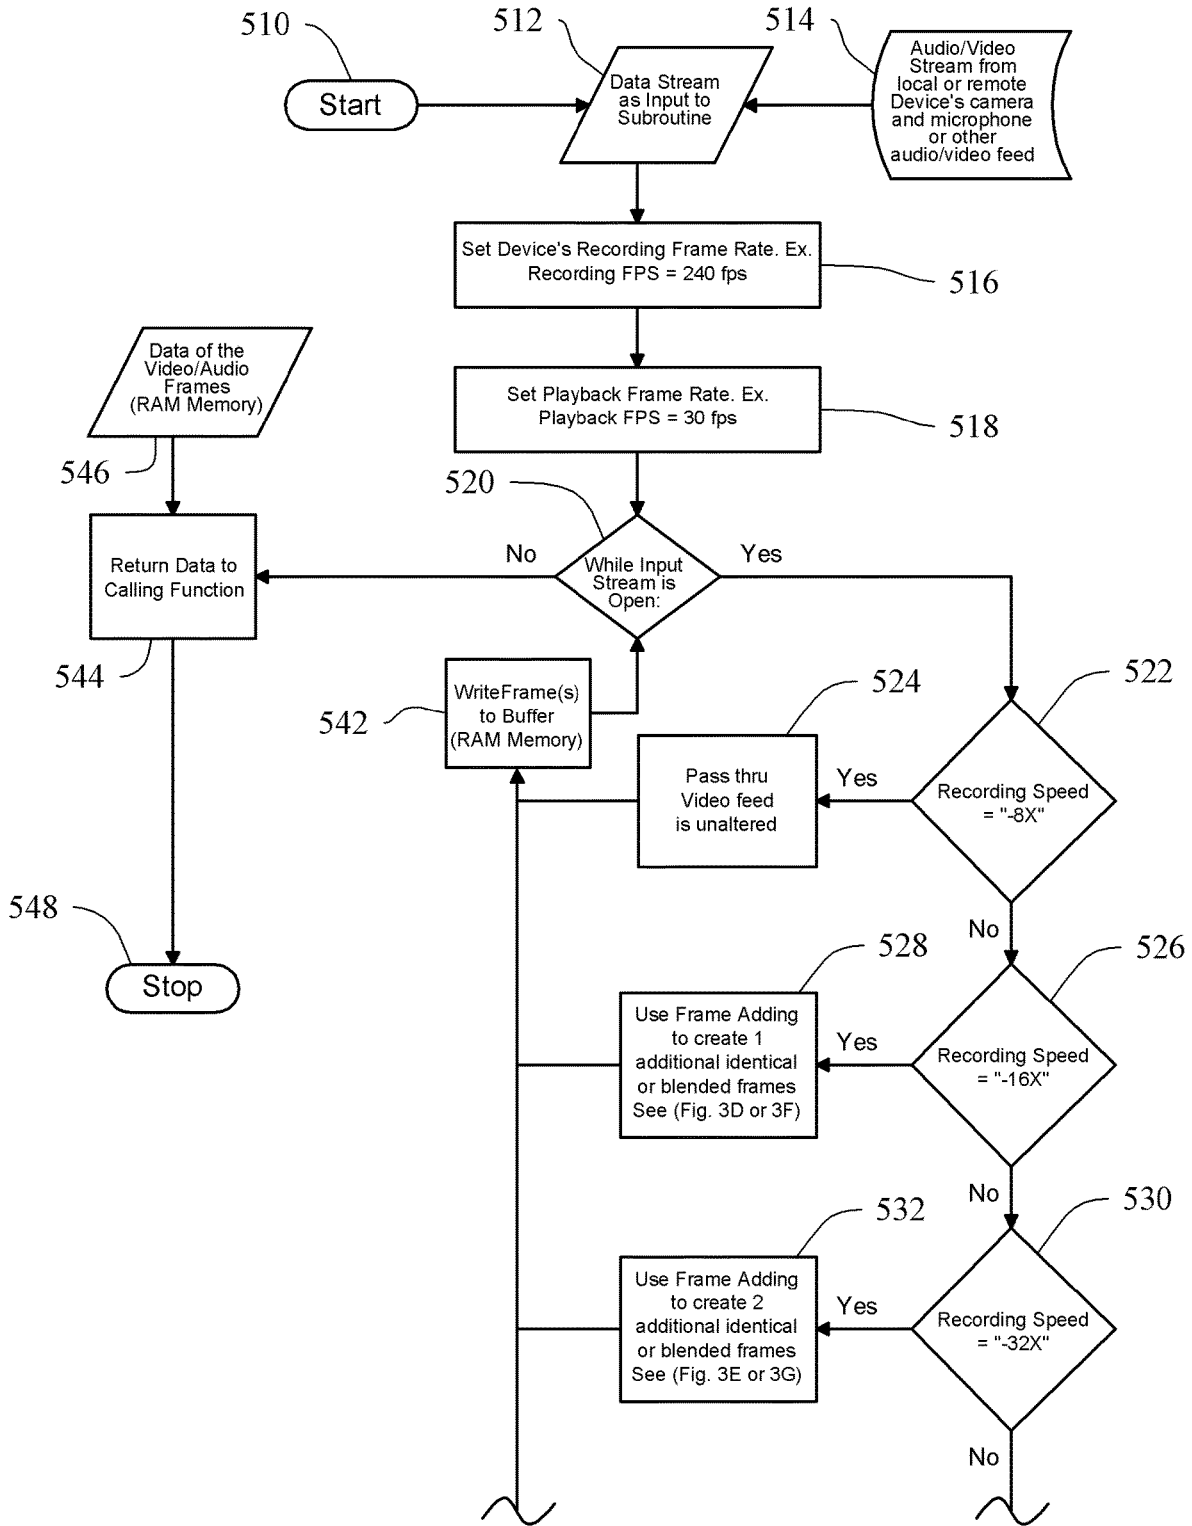 510
512
514
Start
Data Stream
as Input to
Subroutine
Audio/Video
Stream from
local or remote
Device's camera
and microphone
or other
audio/video feed
Set Device's Recording Frame Rate. Ex.
Recording FPS = 240 fps
516
Data of the
Video/Audio
Frames
(RAM Memory)
Set Playback Frame Rate. Ex.
Playback FPS = 30 fps
518
546
520
No
Yes
Return Data to
Calling Function
While Input
Stream is
Open:
544
542
WriteFrame(s)
to Buffer
(RAM Memory)
524
522
Pass thru
Video feed
is unaltered
Yes
Recording Speed
= "-8X"
548
Stop
No
528
526
Use Frame Adding
to create 1
additional identical
or blended frames
See (Fig. 3D or 3F)
Yes
Recording Speed
= "-16X"
No
532
530
Use Frame Adding
to create 2
additional identical
or blended frames
See (Fig. 3E or 3G)
Yes
Recording Speed
= "-32X"
No